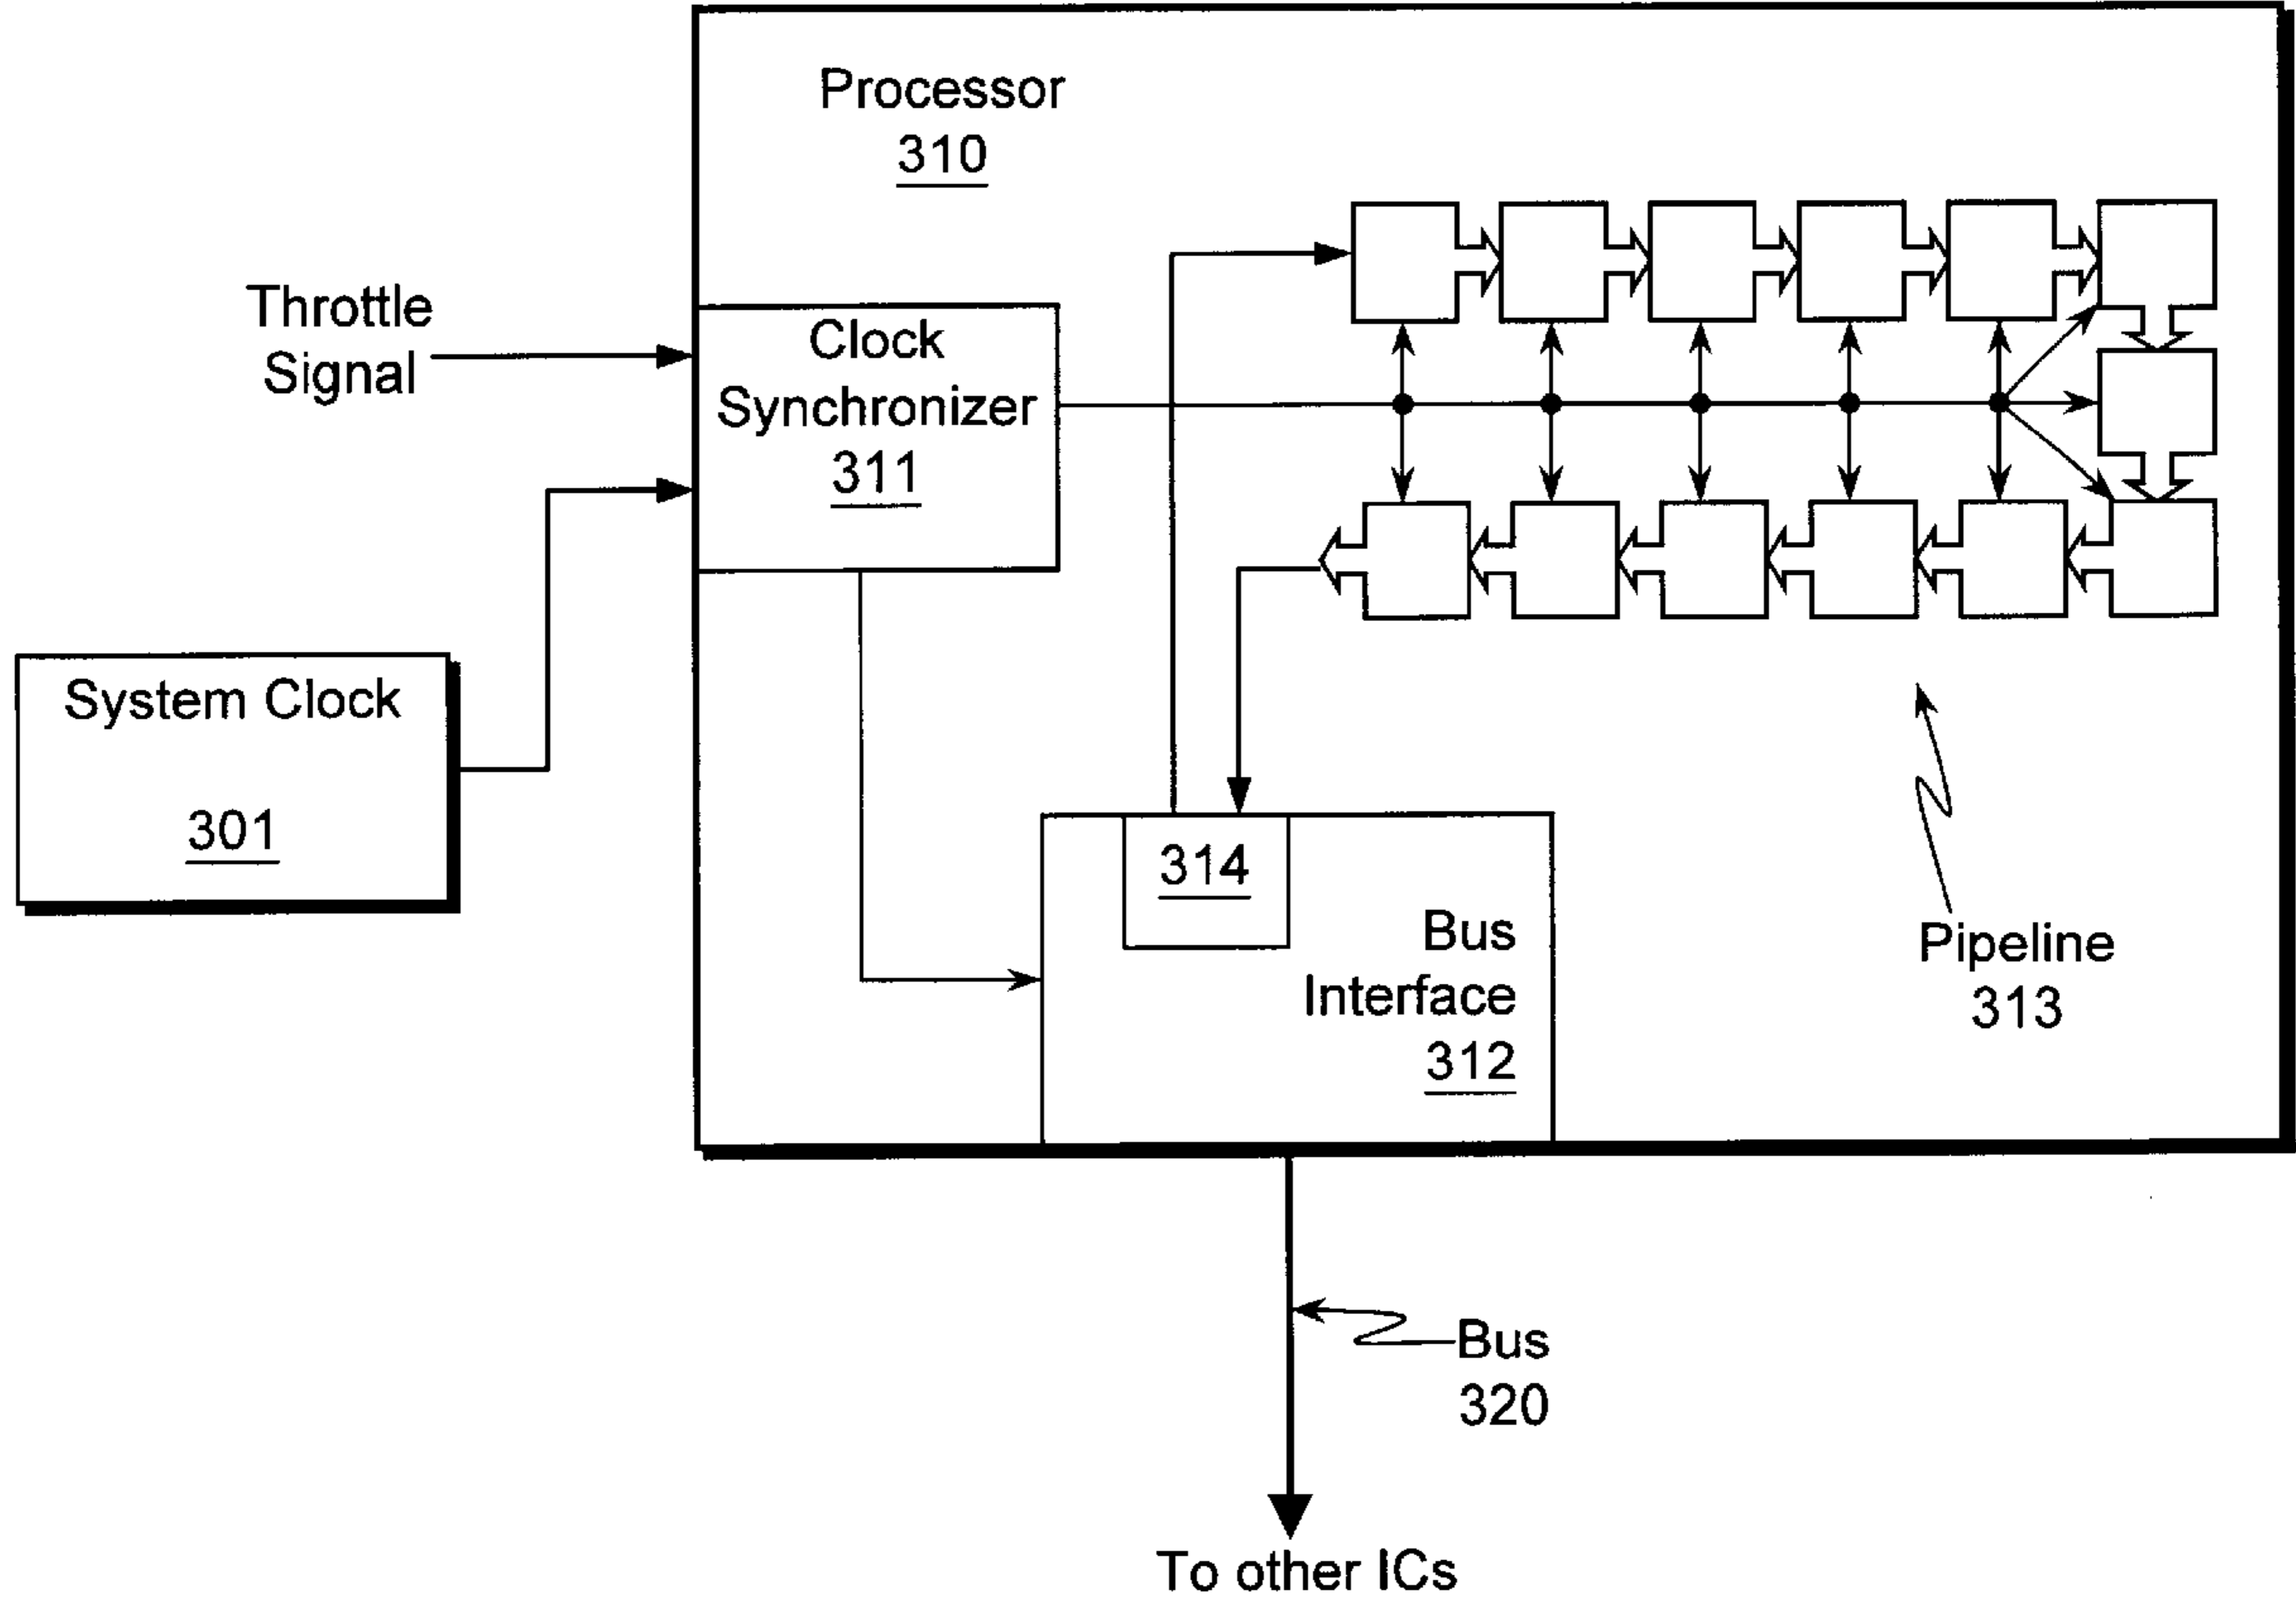 Processor
310
Throttle
Signal
Clock
Synchronizer
311
System Clock
301
314
Bus
Interface
312
Pipeline
313
Bus
320
To other ICs